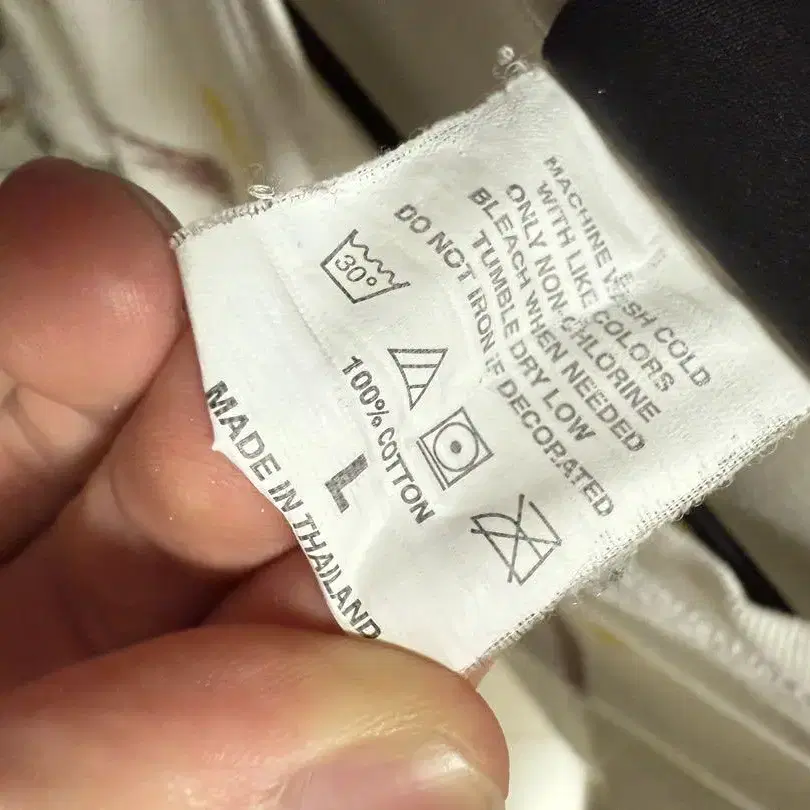 MACHINE WASH COLD
WITH LIKE COLORS
ONLY NON CHLORINE
BLEACH WHEN NEEDED
TUMBLE DRY LOW
DO NOT IRON IF DECORATED
30°
100% COTTON
L
MADE IN THAILAND